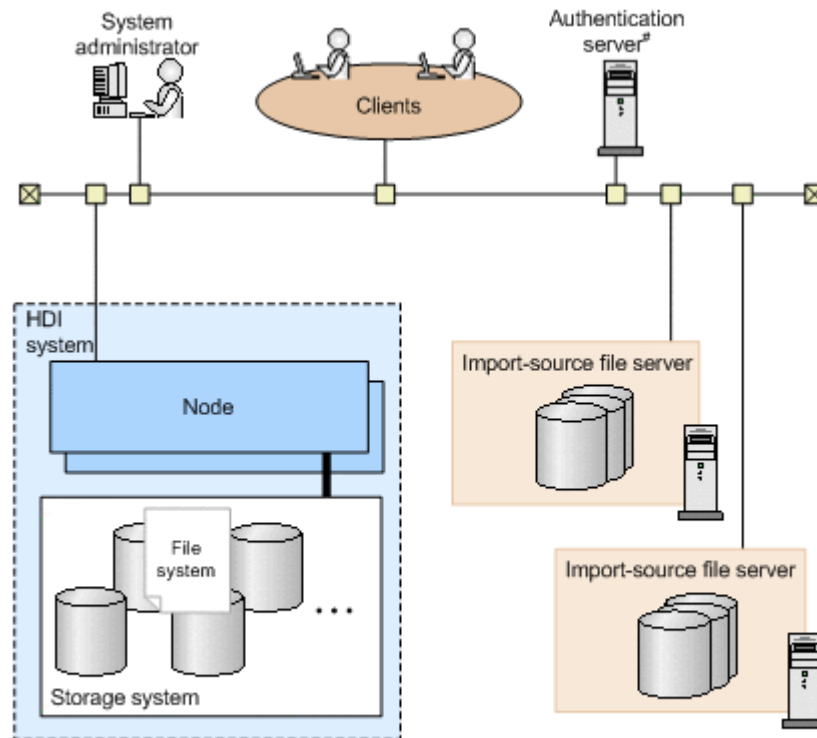 System
administrator
Authentication
server#
Clients
HDI
system
Node
Import-source file server
File
system
...
Import-source file server
Storage system